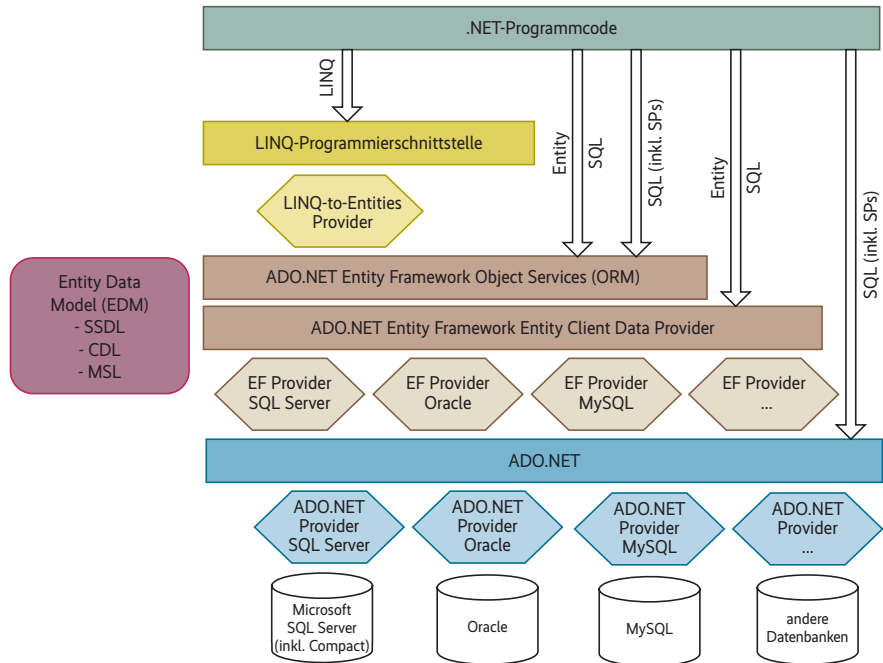 .NET-Programmcode
LINQ
LINQ-Programmierschnittstelle
Entity
SQL
SQL (inkl. SPs)
Entity
SQL
SQL (inkl. SPs)
LINQ-to-Entities
Provider
ADO.NET Entity Framework Object Services (ORM)
Entity Data
Model (EDM)
- SSDL
- CDL
- MSL
ADO.NET Entity Framework Entity Client Data Provider
EF Provider
SQL Server
EF Provider
Oracle
EF Provider
MySQL
EF Provider
...
ADO.NET
ADO.NET
Provider
SQL Server
ADO.NET
Provider
Oracle
ADO.NET
Provider
MySQL
ADO.NET
Provider
...
Microsoft
SQL Server
(inkl. Compact)
Oracle
MySQL
andere
Datenbanken